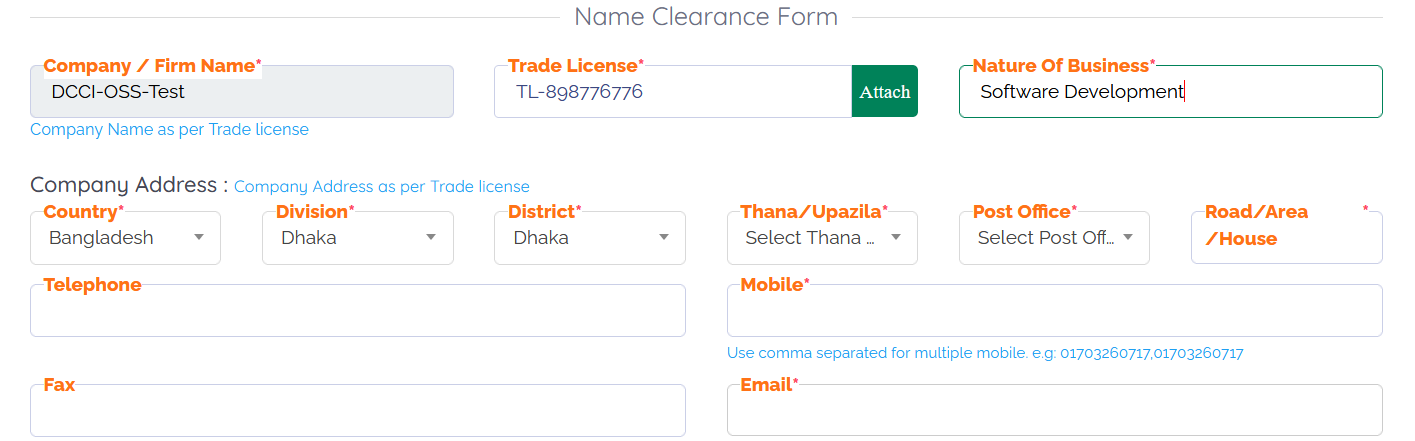 Name Clearance Form
Company / Firm Name* Trade License* Nature Of Business*
DCCI-OSS-Test TL-898776776 Attach Software Development
Company Name as per Trade license
Company Address : Company Address as per Trade license
Country* Division* District* Thana/Upazila* Post Office* Road/Area *
Bangladesh Dhaka Dhaka Select Thana ... Select Post Off... /House
Telephone Mobile*
Use comma separated for multiple mobile. e.g: 01703260717,01703260717
Fax Email*